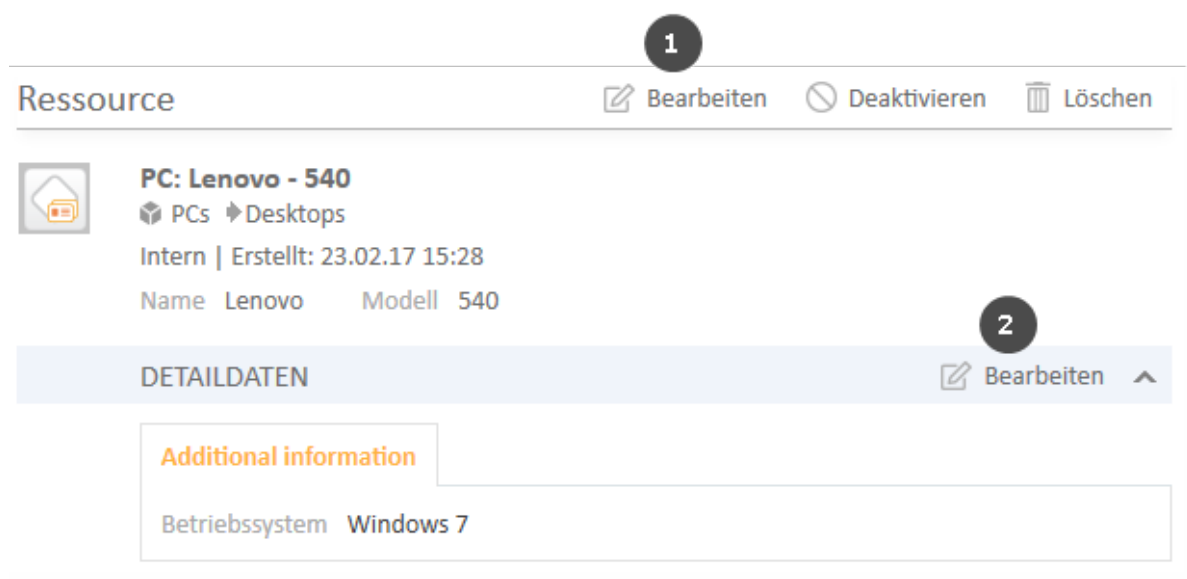 1
Ressource Bearbeiten Deaktivieren Löschen
PC: Lenovo - 540
PCs Desktops
Intern | Erstellt: 23.02.17 15:28
Name Lenovo Modell 540
2
DETAILDATEN Bearbeiten
Additional information
Betriebssystem Windows 7